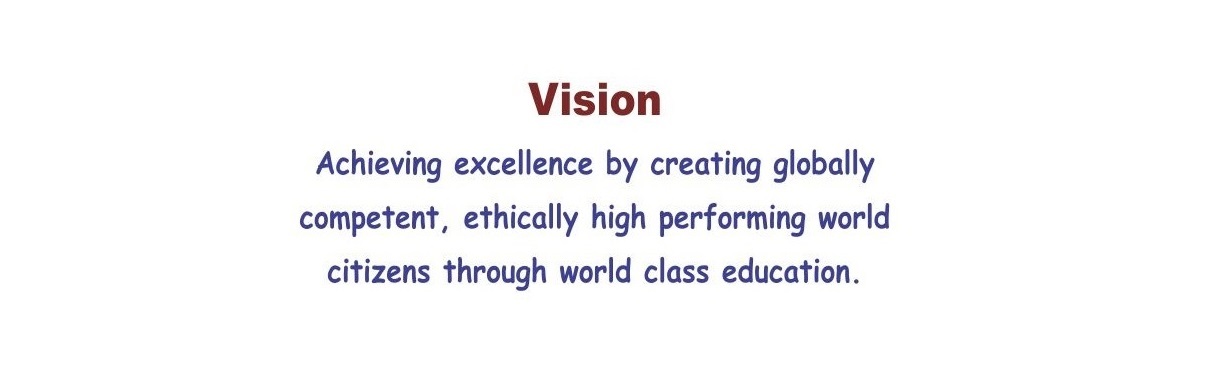 Vision
Achieving excellence by creating globally
competent, ethically high performing world
citizens through world class education.